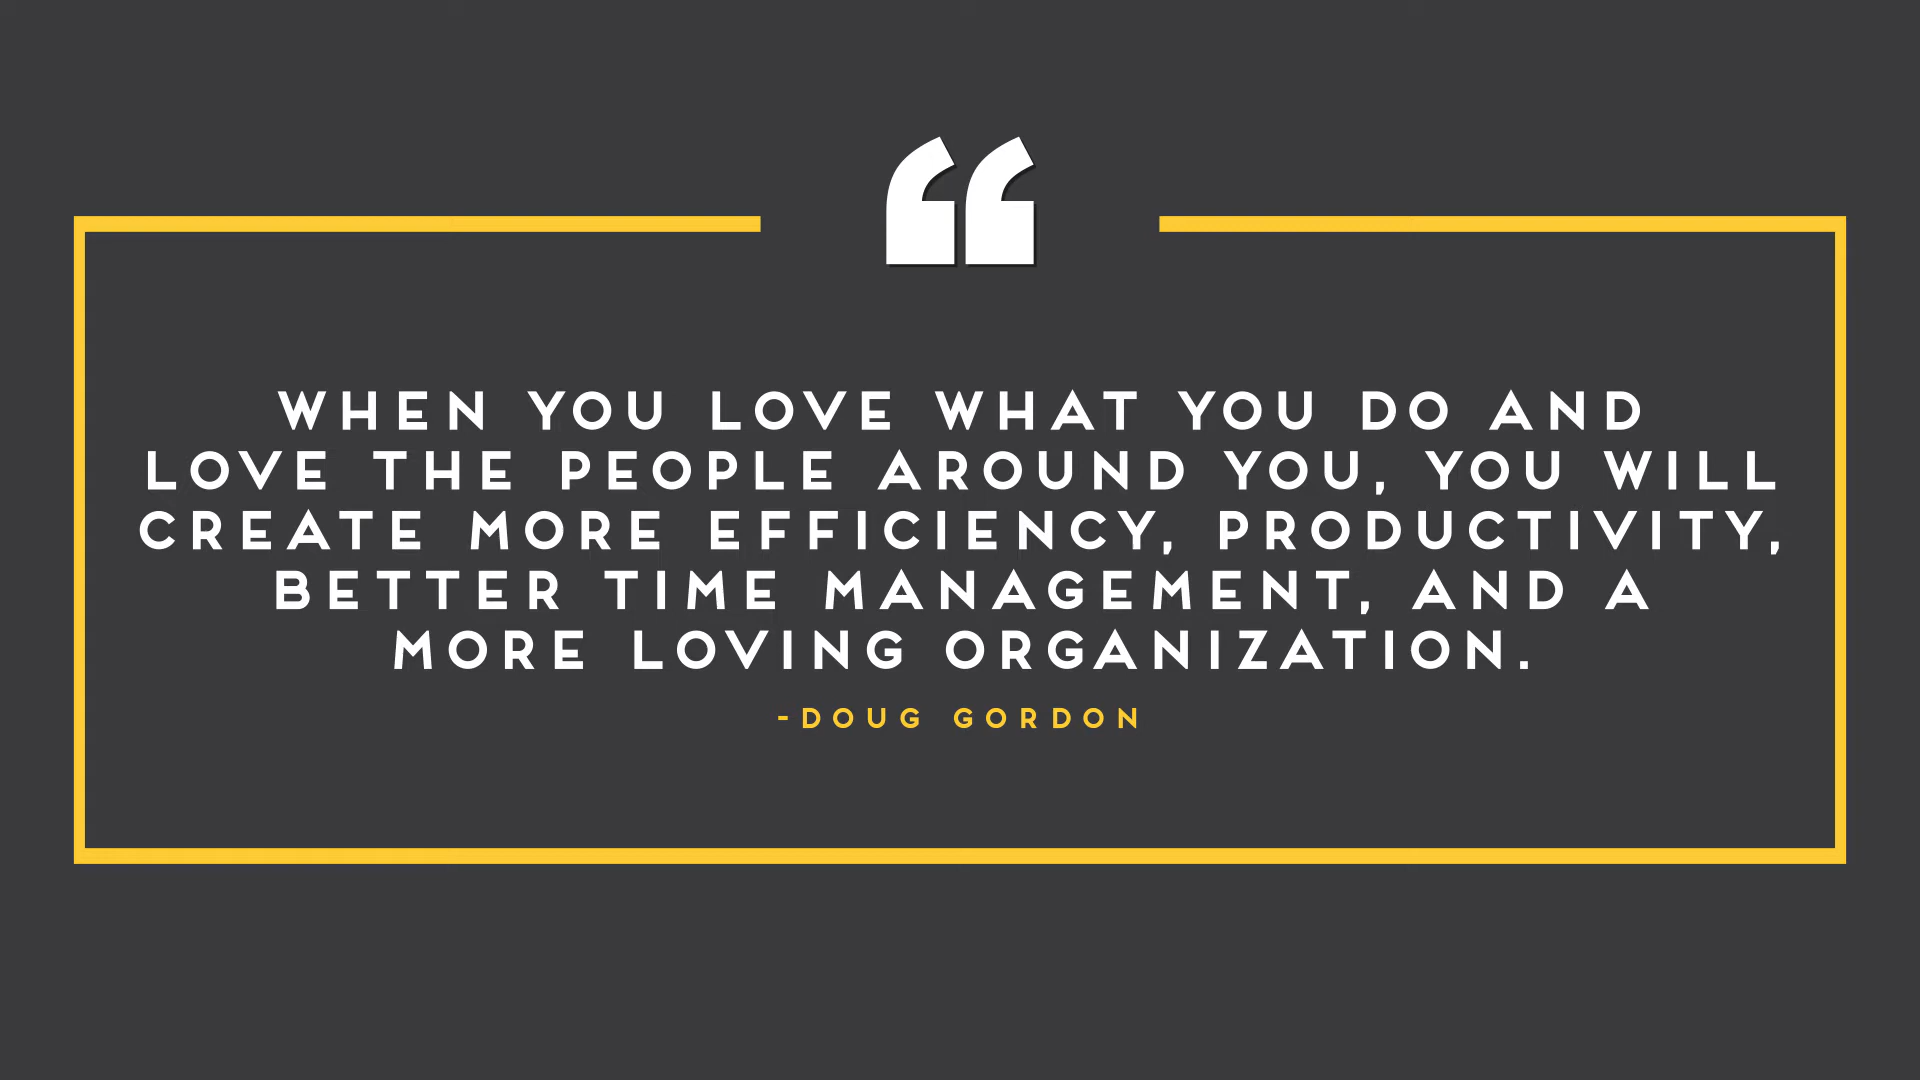 “
WHEN YOU LOVE WHAT YOU DO AND
LOVE THE PEOPLE AROUND YOU, YOU WILL
CREATE MORE EFFICIENCY, PRODUCTIVITY,
BETTER TIME MANAGEMENT, AND A
MORE LOVING ORGANIZATION.
-DOUG GORDON